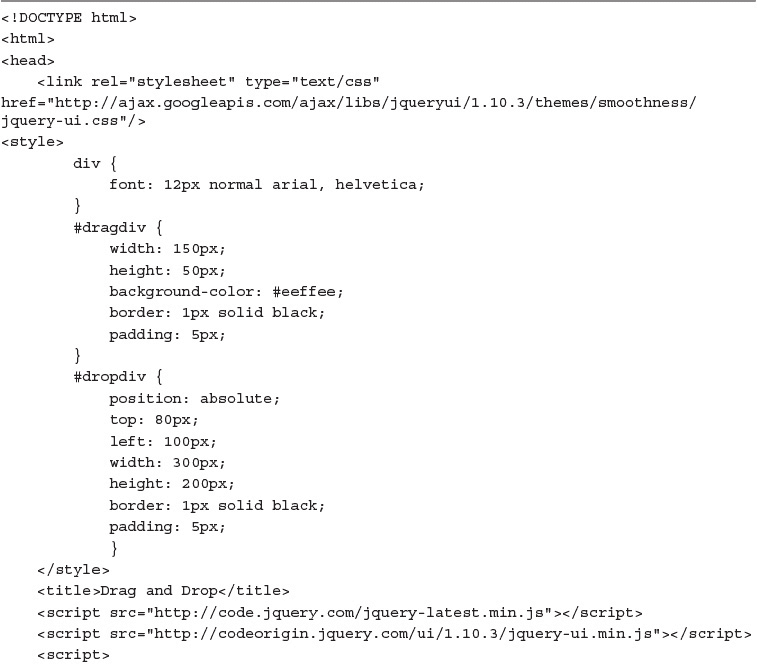 <!DOCTYPE html>
<html>
<head>
    <link rel="stylesheet" type="text/css"
href="http://ajax.googleapis.com/ajax/libs/jqueryui/1.10.3/themes/smoothness/
jquery-ui.css"/>
<style>
        div {
            font: 12px normal arial, helvetica;
        }
        #dragdiv {
            width: 150px;
            height: 50px;
            background-color: #eeffee;
            border: 1px solid black;
            padding: 5px;
        }
        #dropdiv {
            position: absolute;
            top: 80px;
            left: 100px;
            width: 300px;
            height: 200px;
            border: 1px solid black;
            padding: 5px;
            }
    </style>
    <title>Drag and Drop</title>
    <script src="http://code.jquery.com/jquery-latest.min.js"></script>
    <script src="http://codeorigin.jquery.com/ui/1.10.3/jquery-ui.min.js"></script>
    <script>